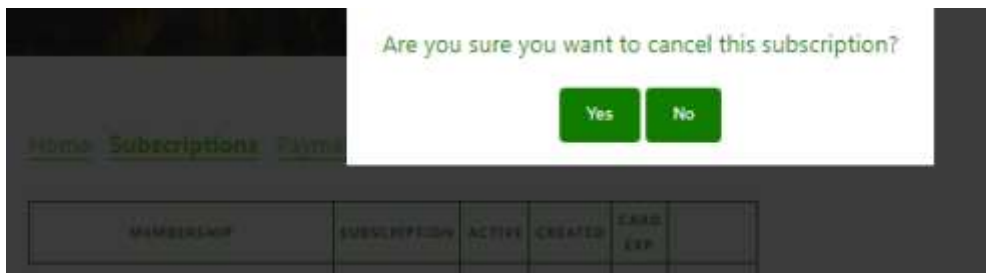 Are you sure you want to cancel this subscription?
Yes No
Home Subscriptions Payme
MEMBERSHIP SUBSCRIPTION ACTIVE CREATED CARD
EXP